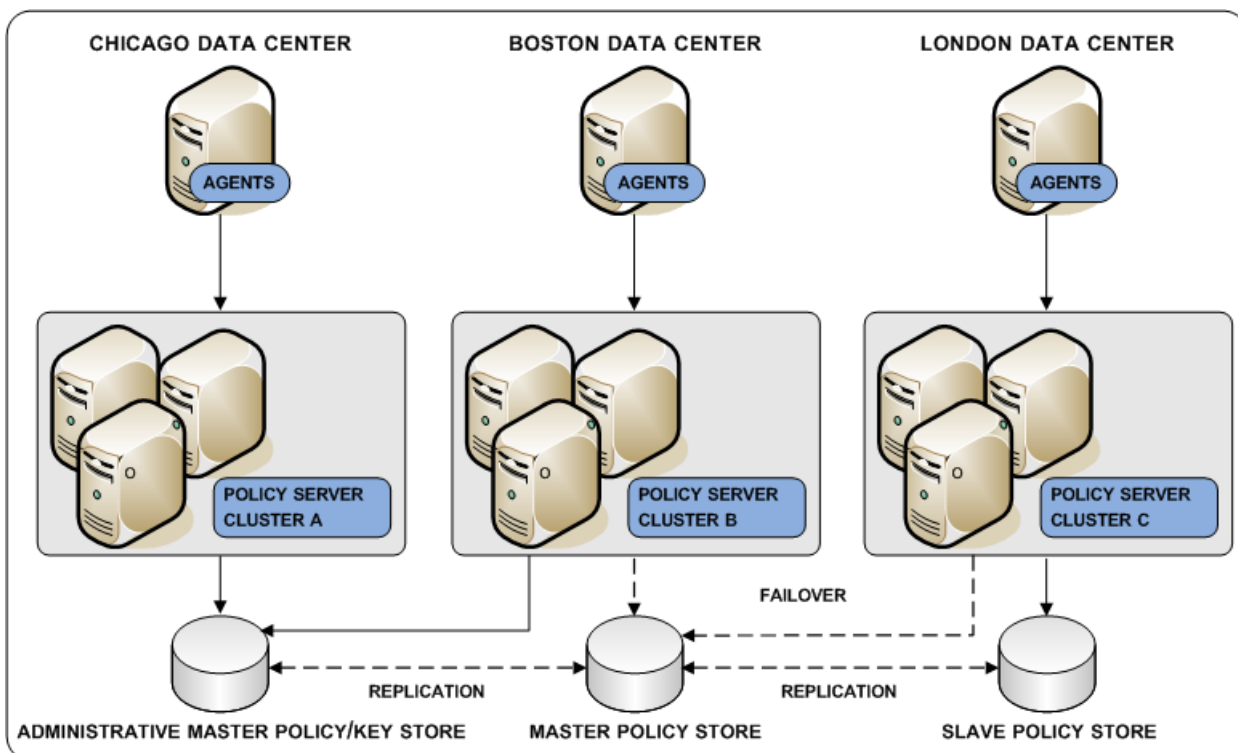 CHICAGO DATA CENTER
BOSTON DATA CENTER
LONDON DATA CENTER
AGENTS
AGENTS
AGENTS
POLICY SERVER
CLUSTER A
POLICY SERVER
CLUSTER B
POLICY SERVER
CLUSTER C
FAILOVER
REPLICATION
REPLICATION
ADMINISTRATIVE MASTER POLICY/KEY STORE
MASTER POLICY STORE
SLAVE POLICY STORE